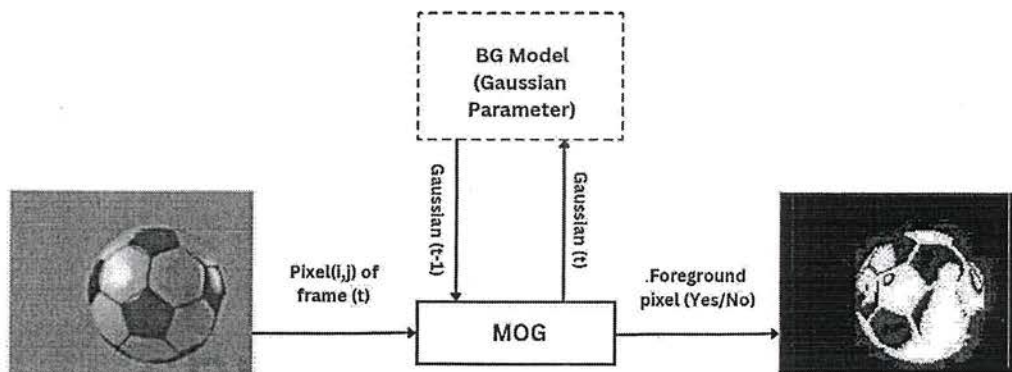 BG Model
(Gaussian
Parameter)
Gaussian (t-1)
Gaussian (t)
Pixel(i,j) of
frame (t)
.Foreground
pixel (Yes/No)
MOG